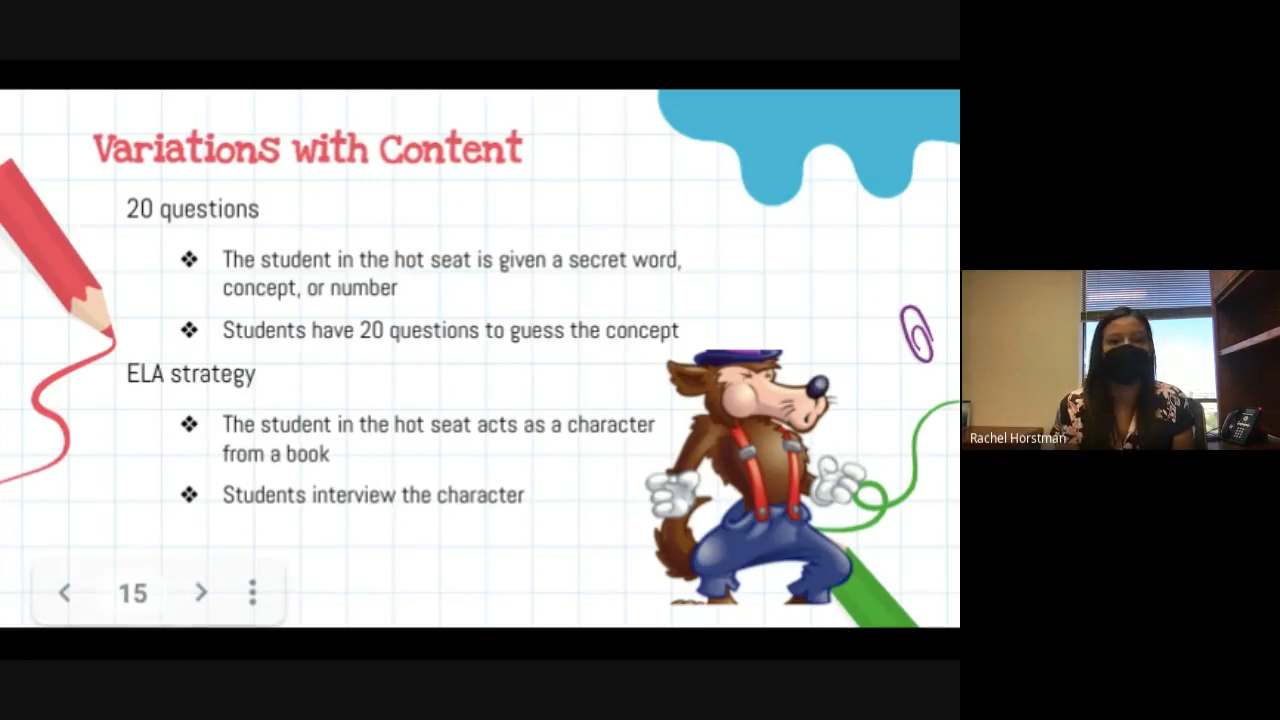 Variations with Content
20 questions
❖ The student in the hot seat is given a secret word,
concept, or number
❖ Students have 20 questions to guess the concept
ELA strategy
❖ The student in the hot seat acts as a character
from a book
❖ Students interview the character
15
Rachel Horstman